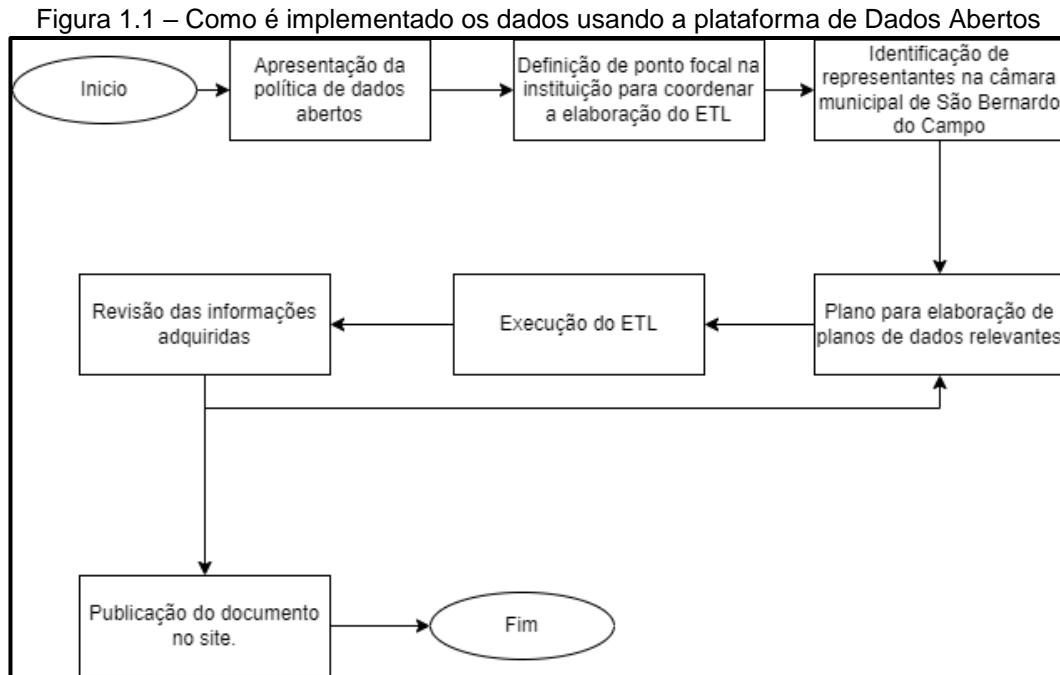 Figura 1.1 – Como é implementado os dados usando a plataforma de Dados Abertos
Inicio
Apresentação da
política de dados
abertos
Definição de ponto focal na
instituição para coordenar
a elaboração do ETL
Identificação de
representantes na câmara
municipal de São Bernardo
do Campo
Revisão das informações
adquiridas
Execução do ETL
Plano para elaboração de
planos de dados relevantes
Publicação do documento
no site.
Fim